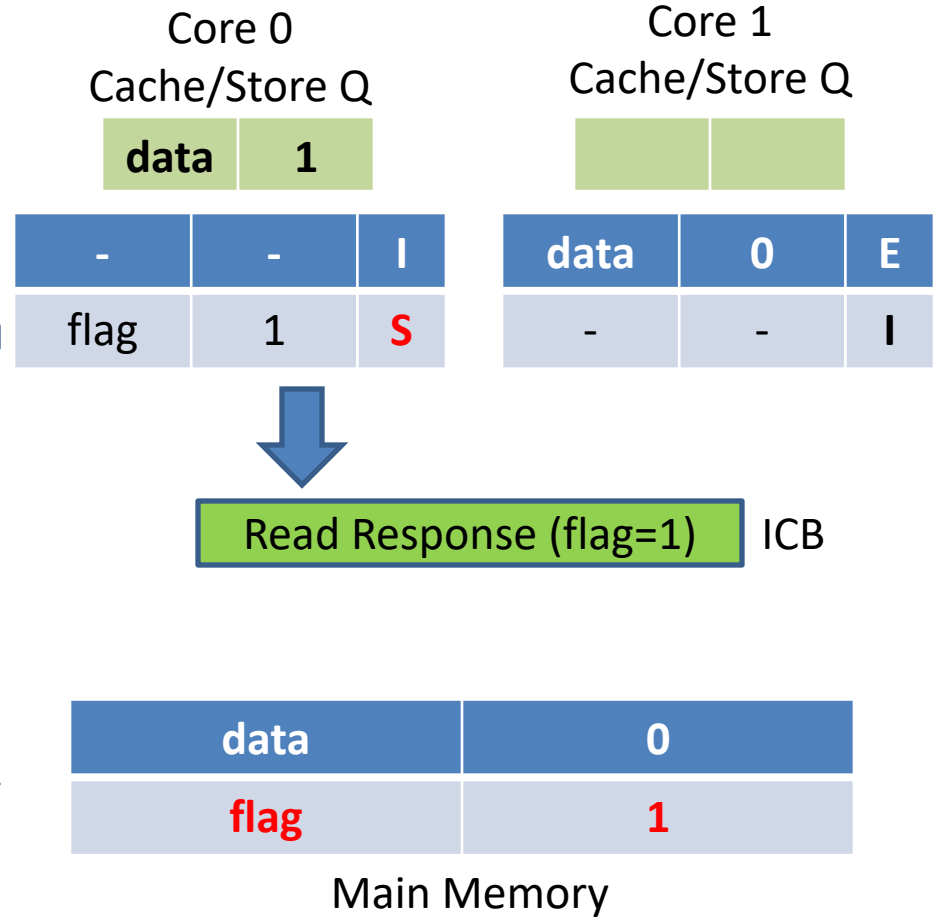 Core 0
Cache/Store Q
Core 1
Cache/Store Q
data 1
- - I
data 0 E
flag 1 S
- - I
Read Response (flag=1)
ICB
data 0
flag 1
Main Memory